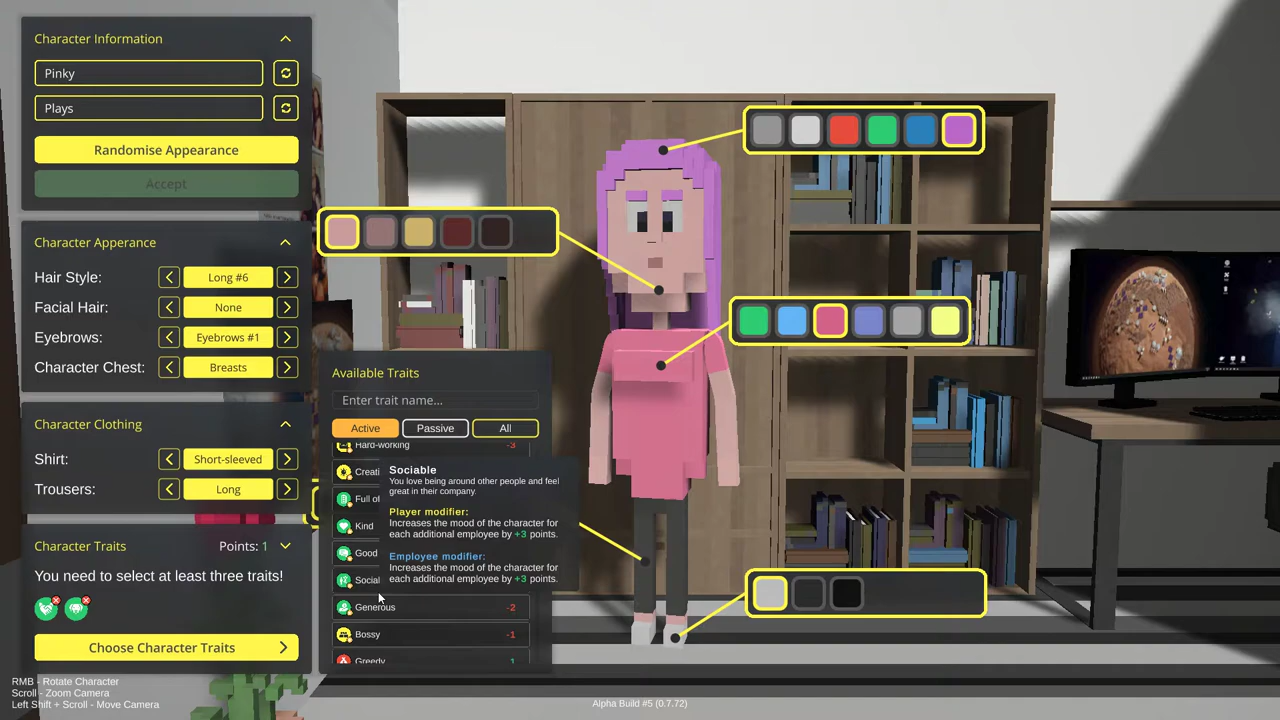 Character Information
Pinky
Plays
Randomise Appearance
Accept
Character Apperance
Hair Style:
Long #6
Facial Hair:
None
Eyebrows:
Eyebrows #1
Character Chest:
Breasts
Character Clothing
Shirt:
Short-sleeved
Trousers:
Long
Character Traits
Points: 1
You need to select at least three traits!
Choose Character Traits
RMB - Rotate Character
Scroll - Zoom Camera
Left Shift + Scroll - Move Camera
Available Traits
Enter trait name...
Active
Passive
All
Hard-working
-3
Creati
Full of
Kind
Good
Social
Generous
-2
Bossy
-1
Greedy
1
Sociable
You love being around other people and feel
great in their company.
Player modifier:
Increases the mood of the character for
each additional employee by +3 points.
Employee modifier:
Increases the mood of the character for
each additional employee by +3 points.
Alpha Build #5 (0.7.72)